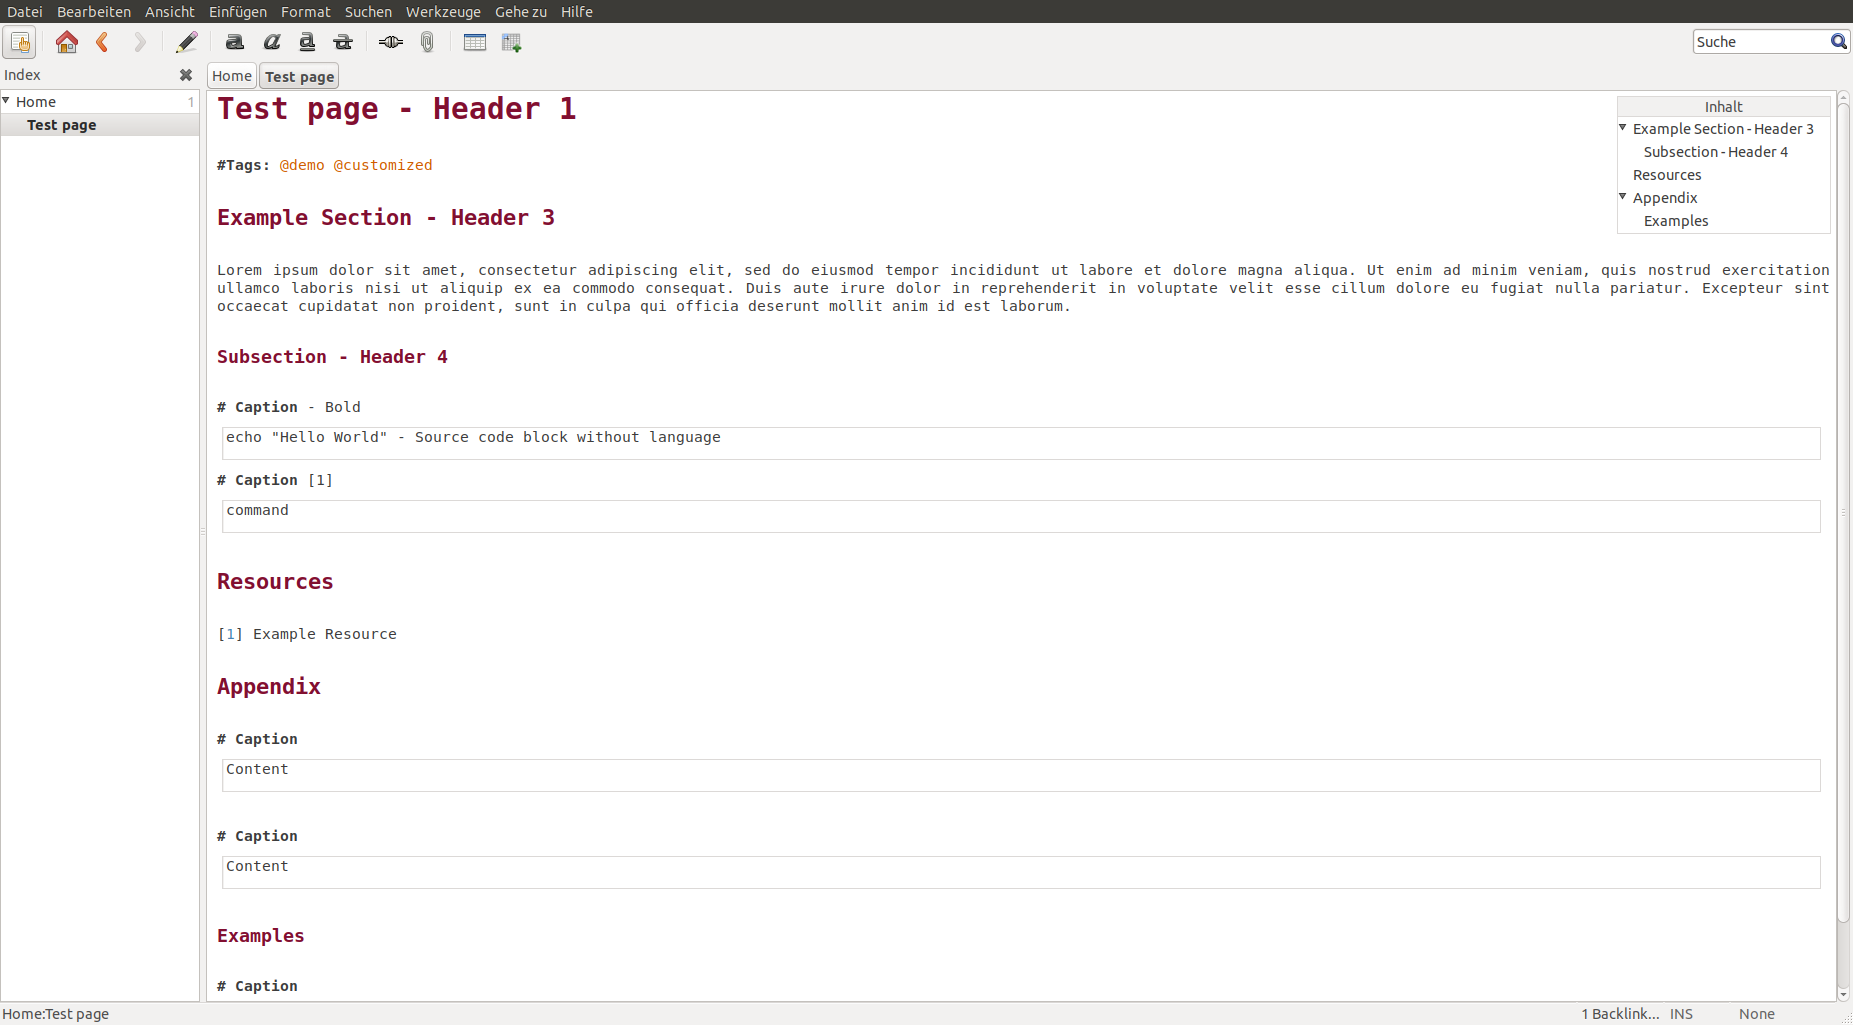 Datei Bearbeiten Ansicht Einfügen Format Suchen Werkzeuge Gehe zu Hilfe
a a a a
Suche
Index
Home 1
Test page
Home Test page
Test page - Header 1
#Tags: @demo @customized
Example Section - Header 3
Lorem ipsum dolor sit amet, consectetur adipiscing elit, sed do eiusmod tempor incididunt ut labore et dolore magna aliqua. Ut enim ad minim veniam, quis nostrud exercitation
ullamco laboris nisi ut aliquip ex ea commodo consequat. Duis aute irure dolor in reprehenderit in voluptate velit esse cillum dolore eu fugiat nulla pariatur. Excepteur sint
occaecat cupidatat non proident, sunt in culpa qui officia deserunt mollit anim id est laborum.
Subsection - Header 4
# Caption - Bold
echo "Hello World" - Source code block without language
# Caption [1]
command
Resources
[1] Example Resource
Appendix
# Caption
Content
# Caption
Content
Examples
# Caption
Inhalt
Example Section - Header 3
Subsection - Header 4
Resources
Appendix
Examples
Home:Test page
1 Backlink... INS None